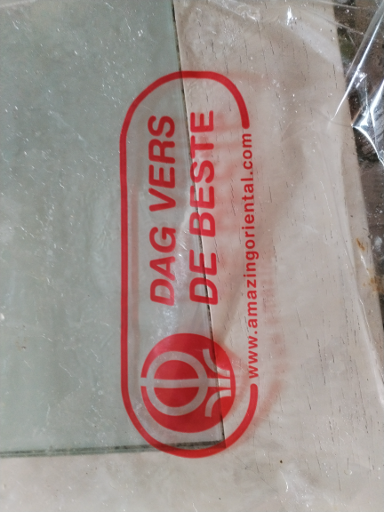 DAG VERS
DE BESTE
www.amazingoriental.com